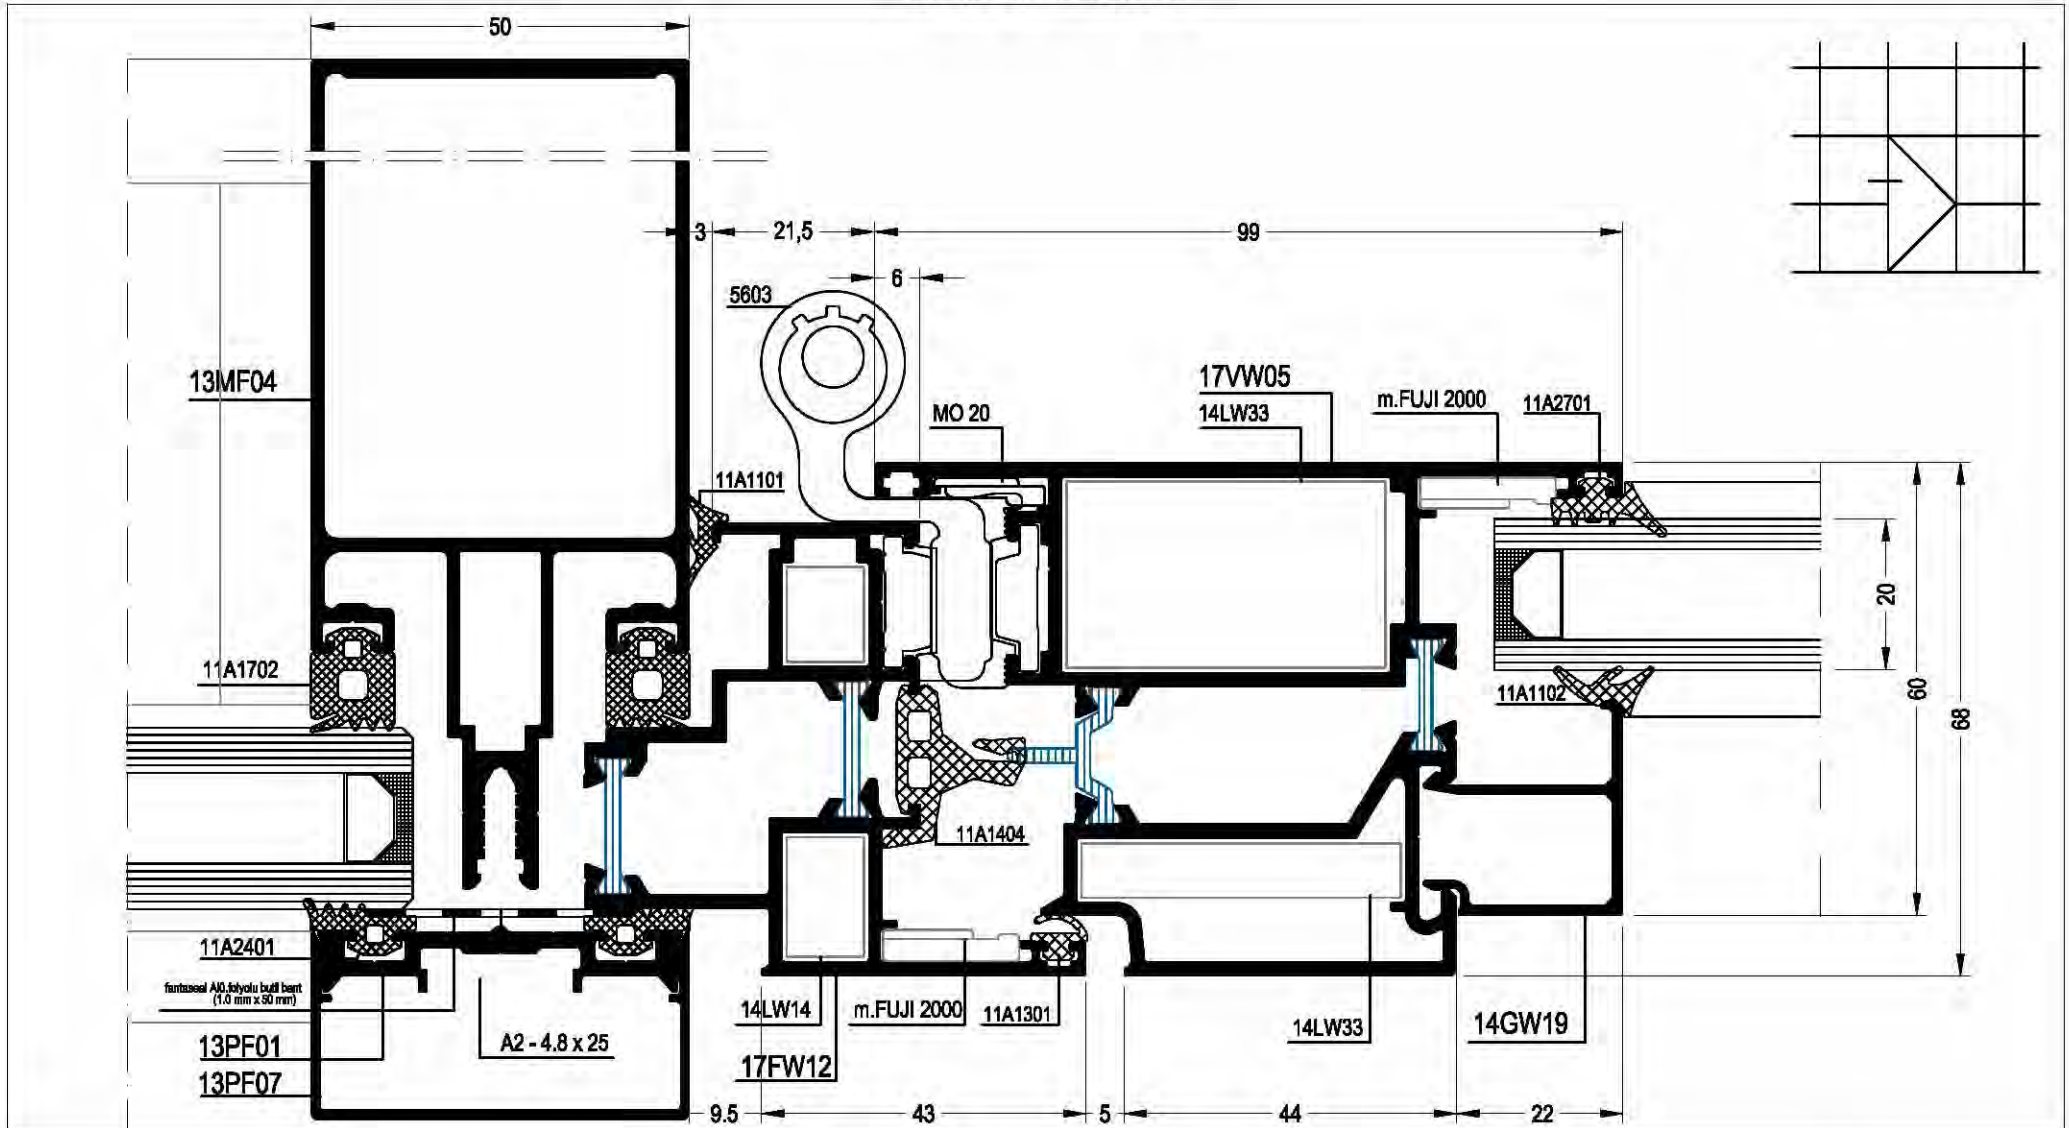 50
3
21,5
99
6
5603
13MF04
17VW05
14LW33
m.FUJI 2000
11A2701
MO 20
11A1101
20
11A1702
11A1102
60
68
11A1404
11A2401
fantaseal Alü.folyolu butil bant
(1.0 mm x 50 mm)
14LW14
m.FUJI 2000
11A1301
14LW33
14GW19
13PF01
A2 - 4.8 x 25
17FW12
13PF07
9.5
43
5
44
22